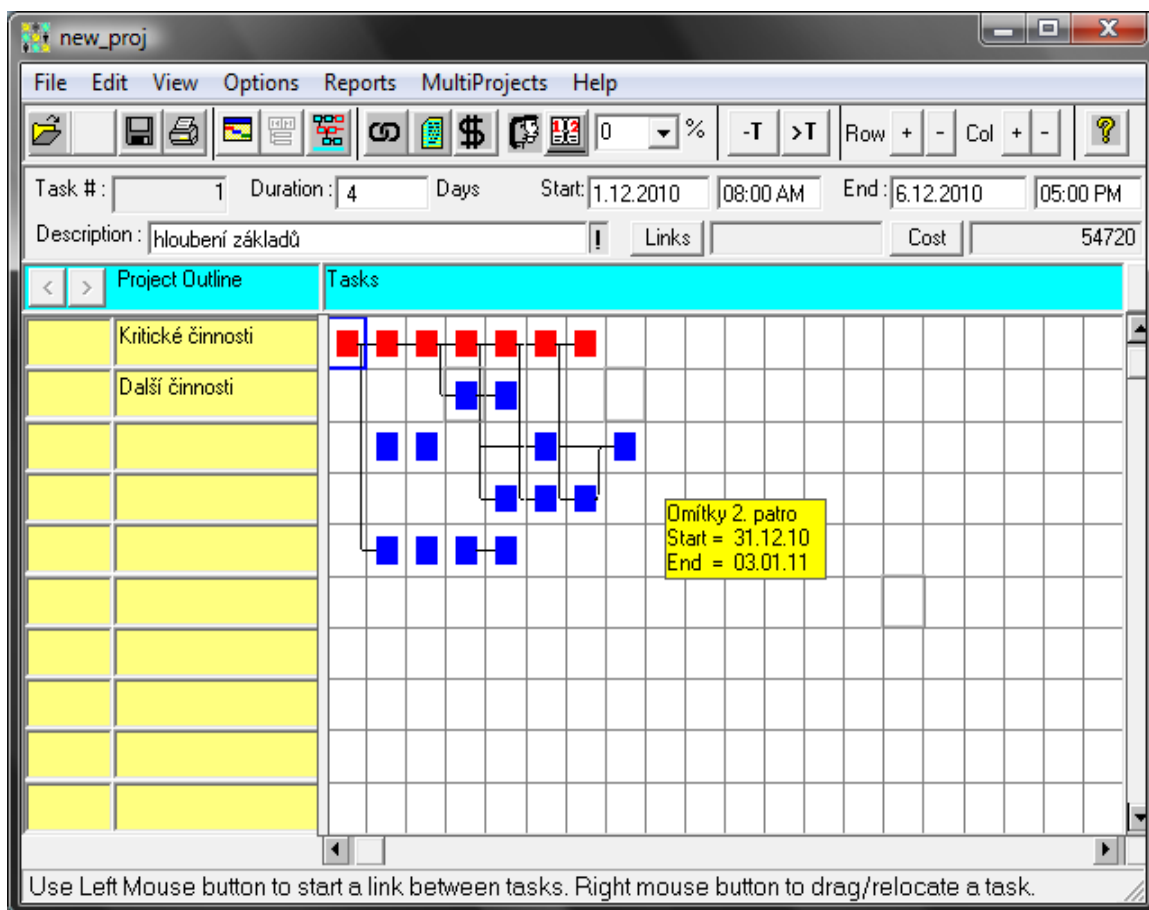 new_proj
File Edit View Options Reports MultiProjects Help
0 % -T >T Row + - Col + - ?
Task # : 1 Duration : 4 Days Start: 1.12.2010 08:00 AM End : 6.12.2010 05:00 PM
Description : hloubení základů ! Links Cost 54720
< > Project Outline Tasks
Kritické činnosti
Další činnosti
Omítky 2. patro
Start = 31.12.10
End = 03.01.11
Use Left Mouse button to start a link between tasks. Right mouse button to drag/relocate a task.